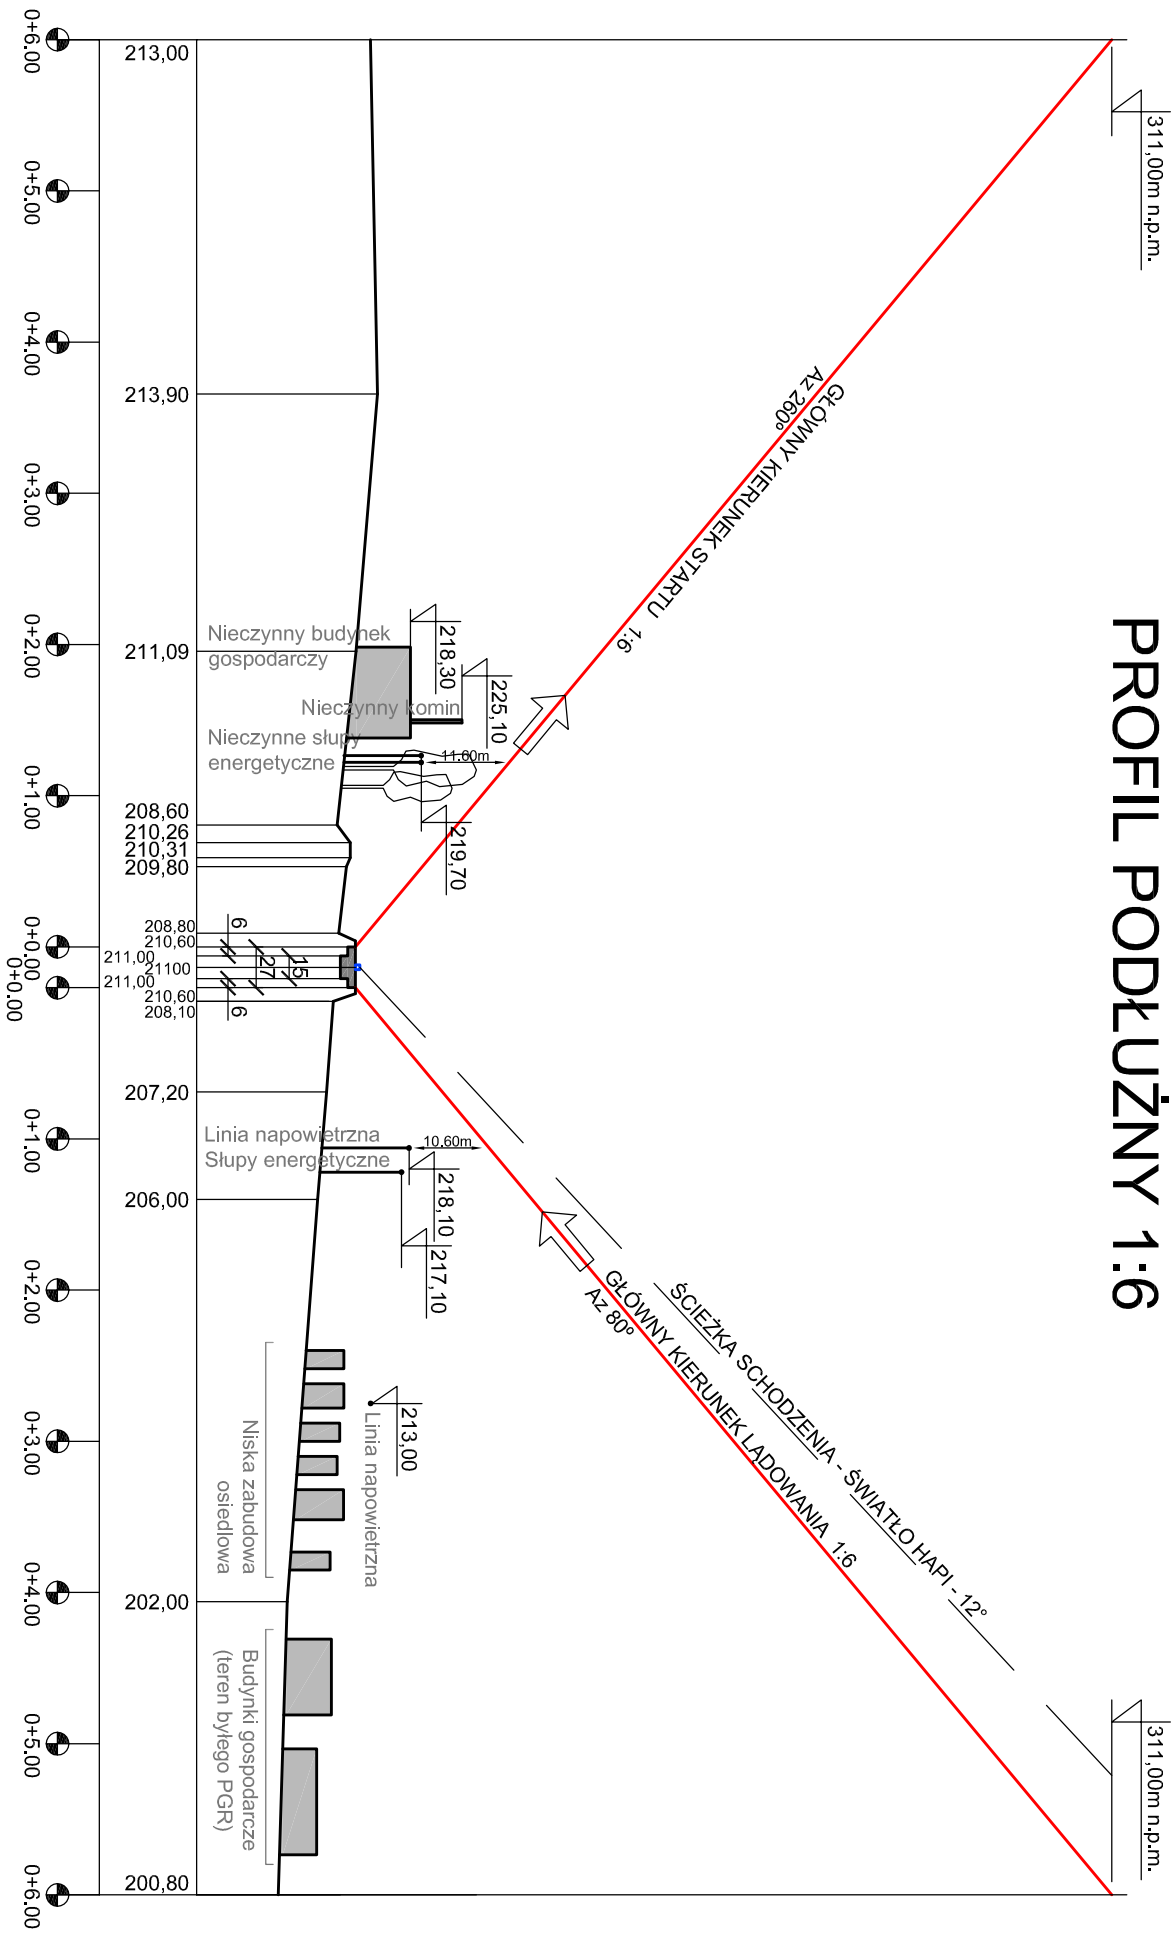 PROFIL PODŁUŻNY 1:6
311,00m n.p.m.
311,00m n.p.m.
GŁÓWNY KIERUNEK STARTU 1:6
Az 260°
ŚCIEŻKA SCHODZENIA - ŚWIATŁO HAPI - 12°
GŁÓWNY KIERUNEK LĄDOWANIA 1:6
Az 80°
218,30
225,10
11.60m
219,70
10,60m
218,10
217,10
213,00
Linia napowietrzna
Nieczynny budynek
gospodarczy
Nieczynny komin
Nieczynne słupy
energetyczne
Linia napowietrzna
Słupy energetyczne
Niska zabudowa
osiedlowa
Budynki gospodarcze
(teren byłego PGR)
6
27
15
6
213,00
213,90
211,09
208,60
210,26
210,31
209,80
208,80
210,60
211,00
21100
211,00
210,60
208,10
207,20
206,00
202,00
200,80
0+6.00
0+5.00
0+4.00
0+3.00
0+2.00
0+1.00
0+0.00
0+0.00
0+1.00
0+2.00
0+3.00
0+4.00
0+5.00
0+6.00